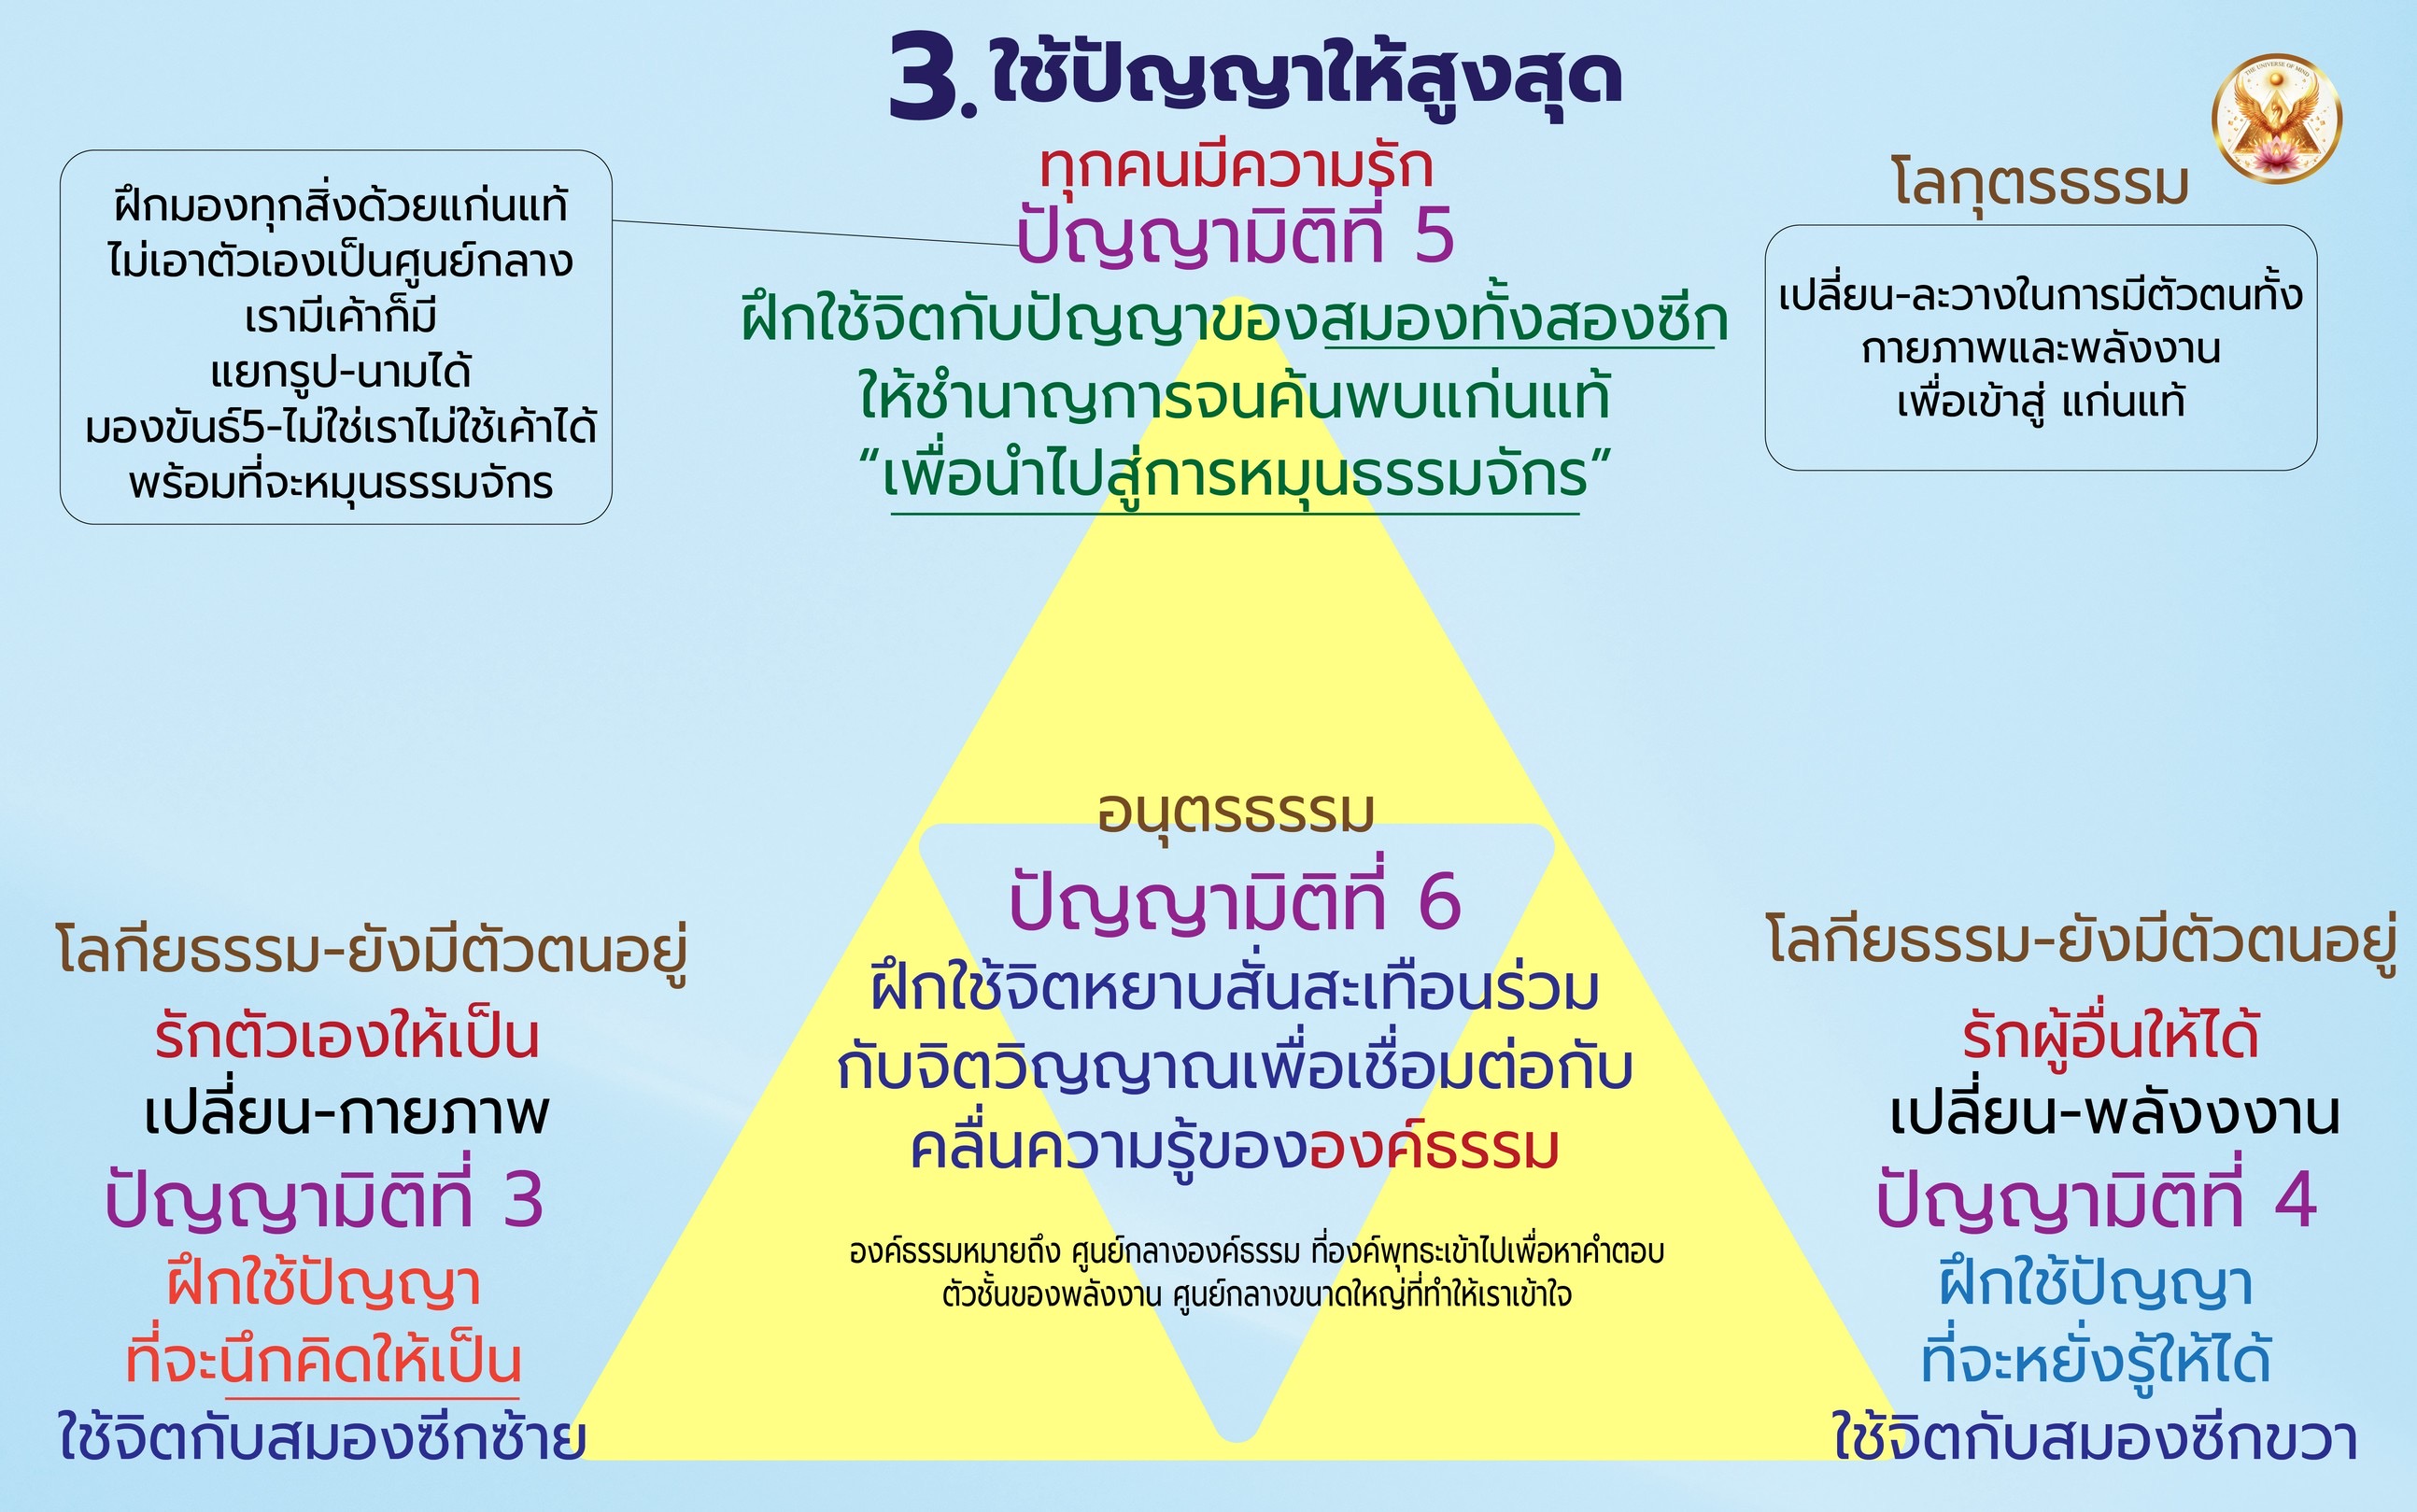 3. ใช้ปัญญาให้สูงสุด
THE UNIVERSE OF MIND
ทุกคนมีความรัก
ปัญญามิติที่ 5
ฝึกใช้จิตกับปัญญาของสมองทั้งสองซีก
ให้ชำนาญการจนค้นพบแก่นแท้
“เพื่อนำไปสู่การหมุนธรรมจักร”
ฝึกมองทุกสิ่งด้วยแก่นแท้
ไม่เอาตัวเองเป็นศูนย์กลาง
เรามีเค้าก็มี
แยกรูป-นามได้
มองขันธ์5-ไม่ใช่เราไม่ใช้เค้าได้
พร้อมที่จะหมุนธรรมจักร
โลกุตรธรรม
เปลี่ยน-ละวางในการมีตัวตนทั้ง
กายภาพและพลังงาน
เพื่อเข้าสู่ แก่นแท้
อนุตรธรรม
ปัญญามิติที่ 6
ฝึกใช้จิตหยาบสั่นสะเทือนร่วม
กับจิตวิญญาณเพื่อเชื่อมต่อกับ
คลื่นความรู้ขององค์ธรรม
องค์ธรรมหมายถึง ศูนย์กลางองค์ธรรม ที่องค์พุทธะเข้าไปเพื่อหาคำตอบ
ตัวชั้นของพลังงาน ศูนย์กลางขนาดใหญ่ที่ทำให้เราเข้าใจ
โลกียธรรม-ยังมีตัวตนอยู่
รักตัวเองให้เป็น
เปลี่ยน-กายภาพ
ปัญญามิติที่ 3
ฝึกใช้ปัญญา
ที่จะนึกคิดให้เป็น
ใช้จิตกับสมองซีกซ้าย
โลกียธรรม-ยังมีตัวตนอยู่
รักผู้อื่นให้ได้
เปลี่ยน-พลังงงาน
ปัญญามิติที่ 4
ฝึกใช้ปัญญา
ที่จะหยั่งรู้ให้ได้
ใช้จิตกับสมองซีกขวา